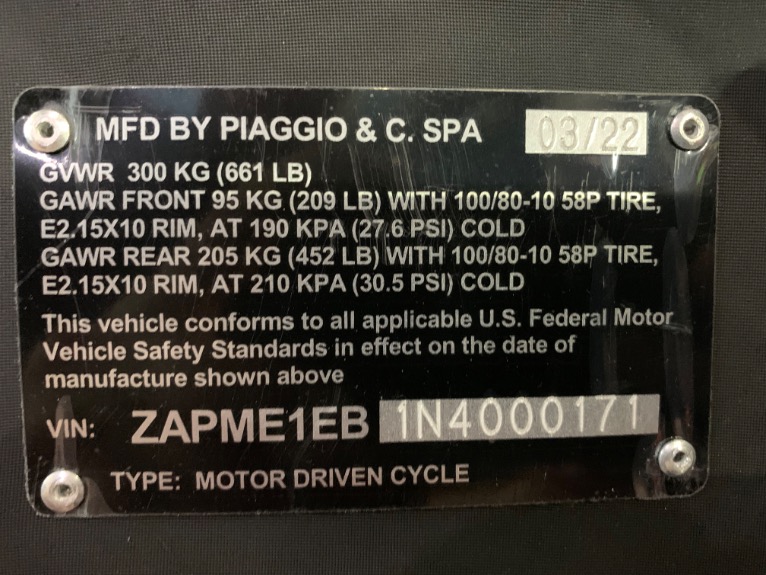 MFD BY PIAGGIO & C. SPA 03/22
GVWR 300 KG (661 LB)
GAWR FRONT 95 KG (209 LB) WITH 100/80-10 58P TIRE,
E2.15X10 RIM, AT 190 KPA (27.6 PSI) COLD
GAWR REAR 205 KG (452 LB) WITH 100/80-10 58P TIRE,
E2.15X10 RIM, AT 210 KPA (30.5 PSI) COLD
This vehicle conforms to all applicable U.S. Federal Motor
Vehicle Safety Standards in effect on the date of
manufacture shown above
VIN: ZAPME1EB 1N4000171
TYPE: MOTOR DRIVEN CYCLE